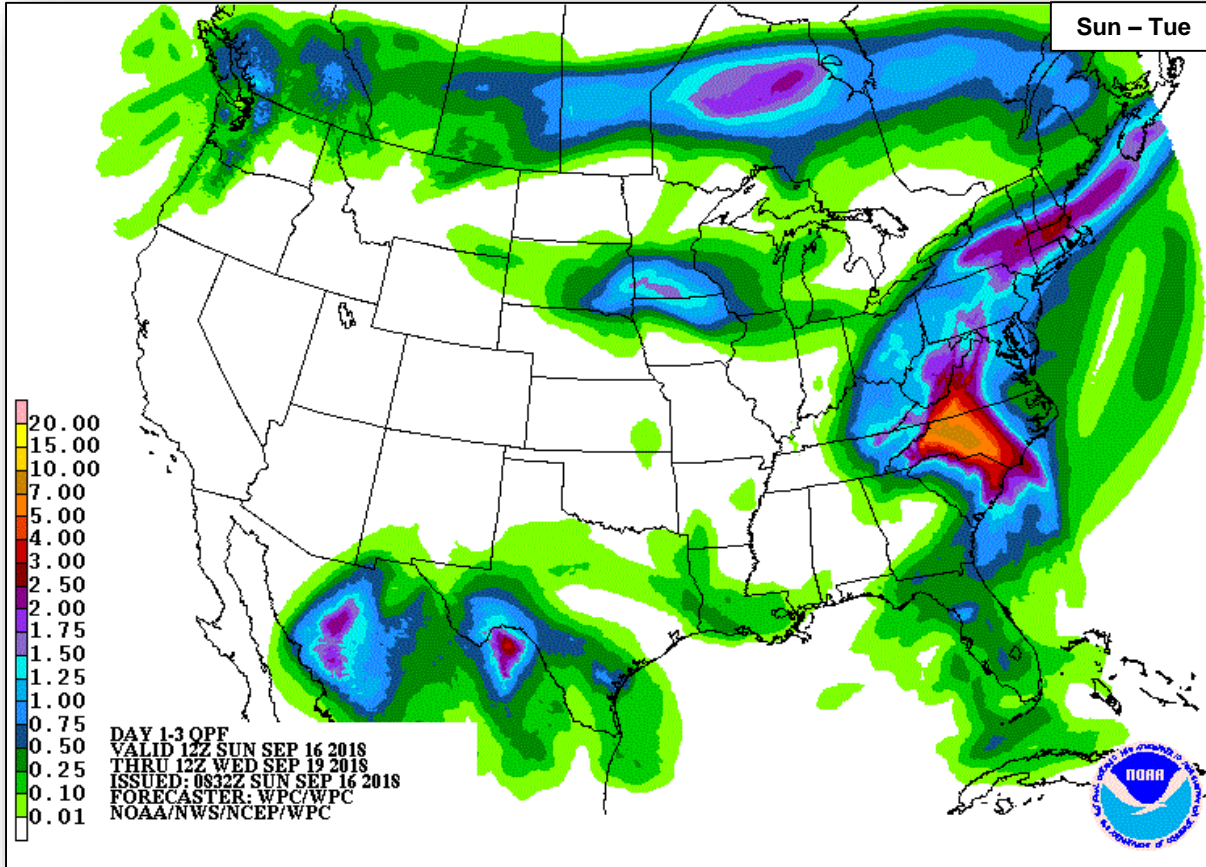 Sun – Tue
20.00
15.00
10.00
7.00
5.00
4.00
3.00
2.50
2.00
1.75
1.50
1.25
1.00
0.75
0.50
0.25
0.10
0.01
DAY 1-3 QPF
VALID 12Z SUN SEP 16 2018
THRU 12Z WED SEP 19 2018
ISSUED: 0832Z SUN SEP 16 2018
FORECASTER: WPC/WPC
NOAA/NWS/NCEP/WPC
NOAA